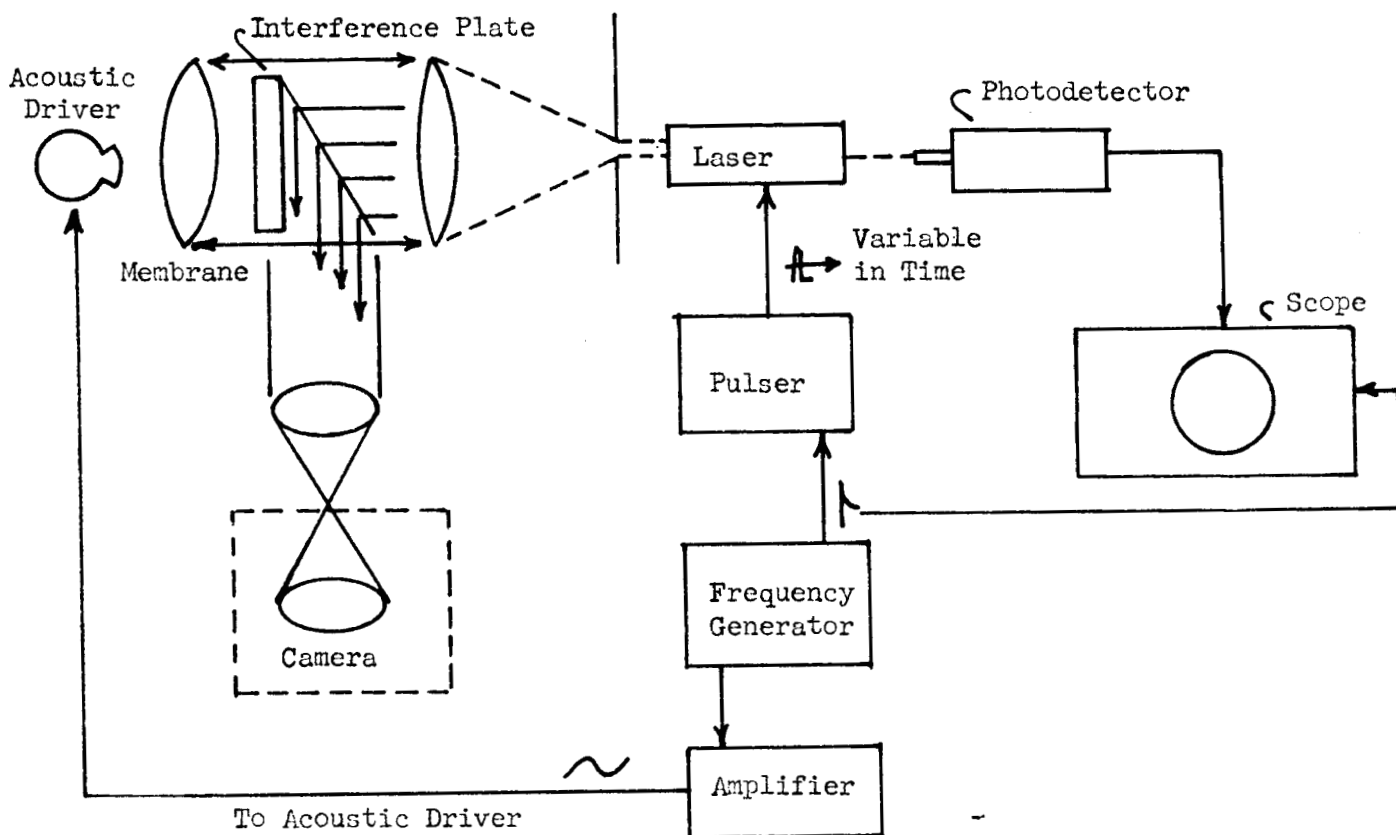 Interference Plate
Acoustic
Driver
Photodetector
Laser
Membrane
Variable
in Time
Scope
Pulser
Frequency
Generator
Camera
Amplifier
To Acoustic Driver